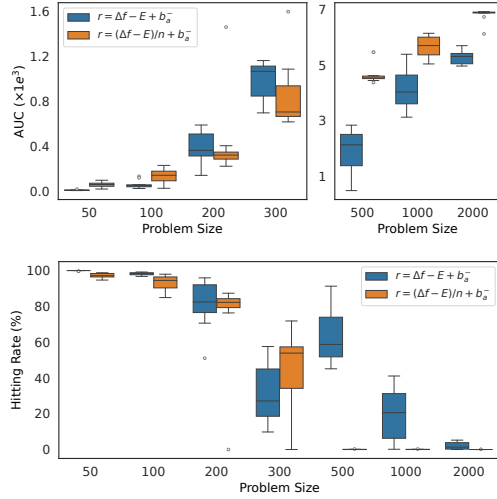 r = Δf − E + b_a^−
r = (Δf − E)/n + b_a^−
AUC (×1e³)
1.6
1.2
0.8
0.4
0.0
50 100 200 300
Problem Size
7
5
3
1
500 1000 2000
Problem Size
r = Δf − E + b_a^−
r = (Δf − E)/n + b_a^−
Hitting Rate (%)
100
80
60
40
20
0
50 100 200 300 500 1000 2000
Problem Size